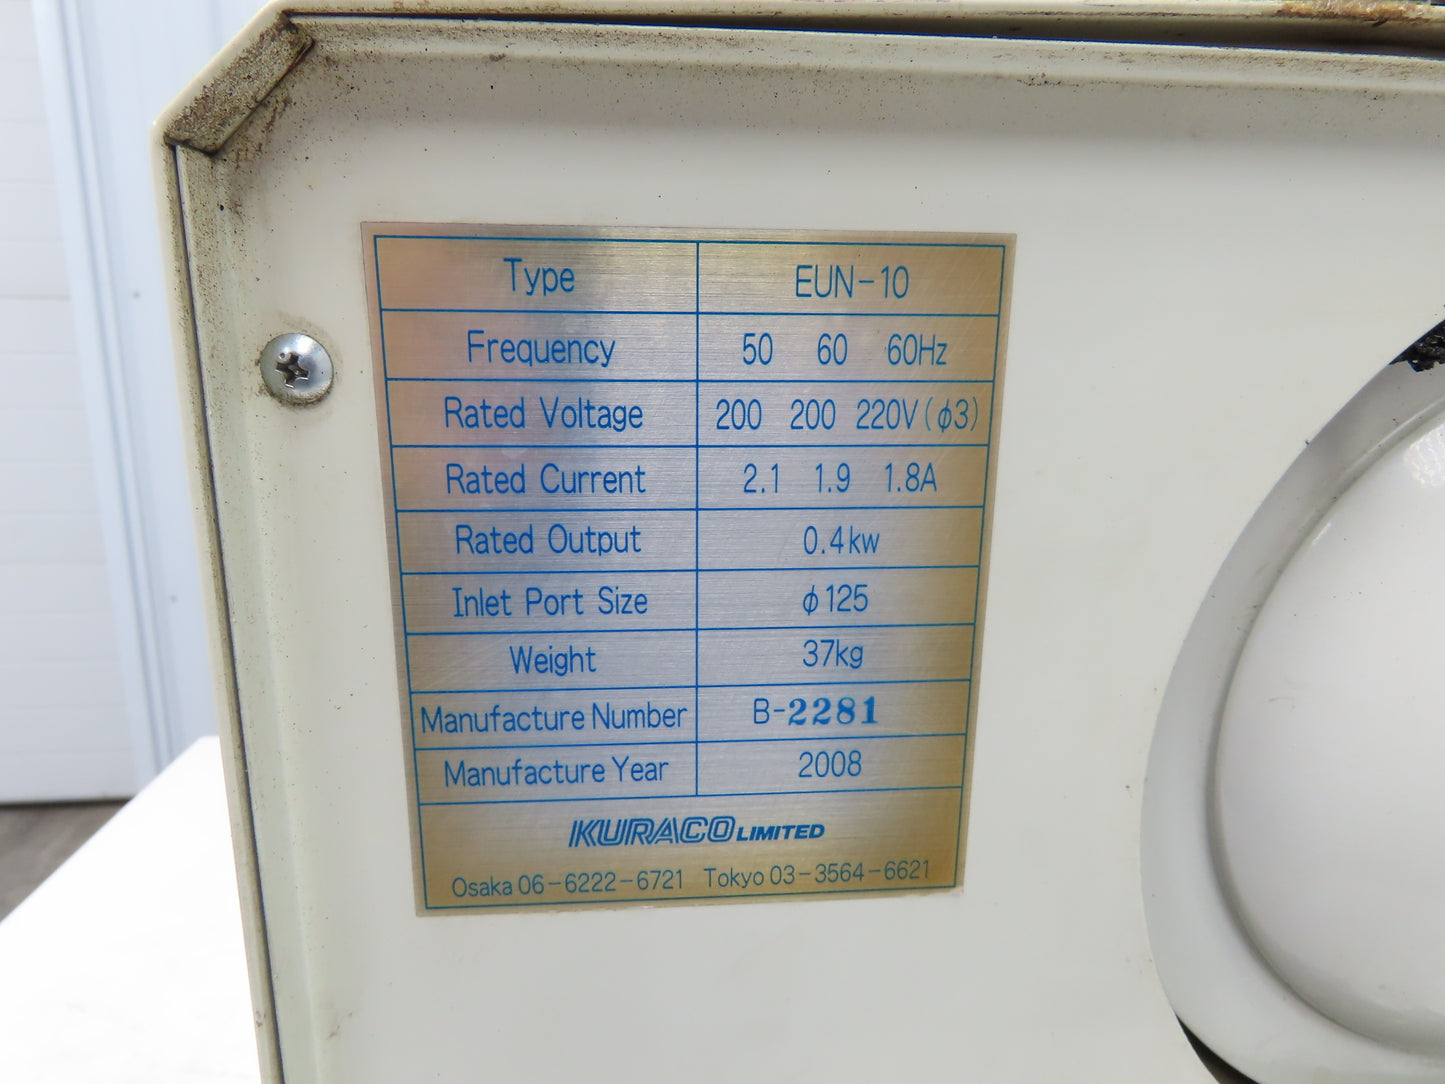 Type EUN-10
Frequency 50 60 60Hz
Rated Voltage 200 200 220V(ϕ3)
Rated Current 2.1 1.9 1.8A
Rated Output 0.4kw
Inlet Port Size ϕ125
Weight 37kg
Manufacture Number B-2281
Manufacture Year 2008
KURACO LIMITED
Osaka 06-6222-6721 Tokyo 03-3564-6621